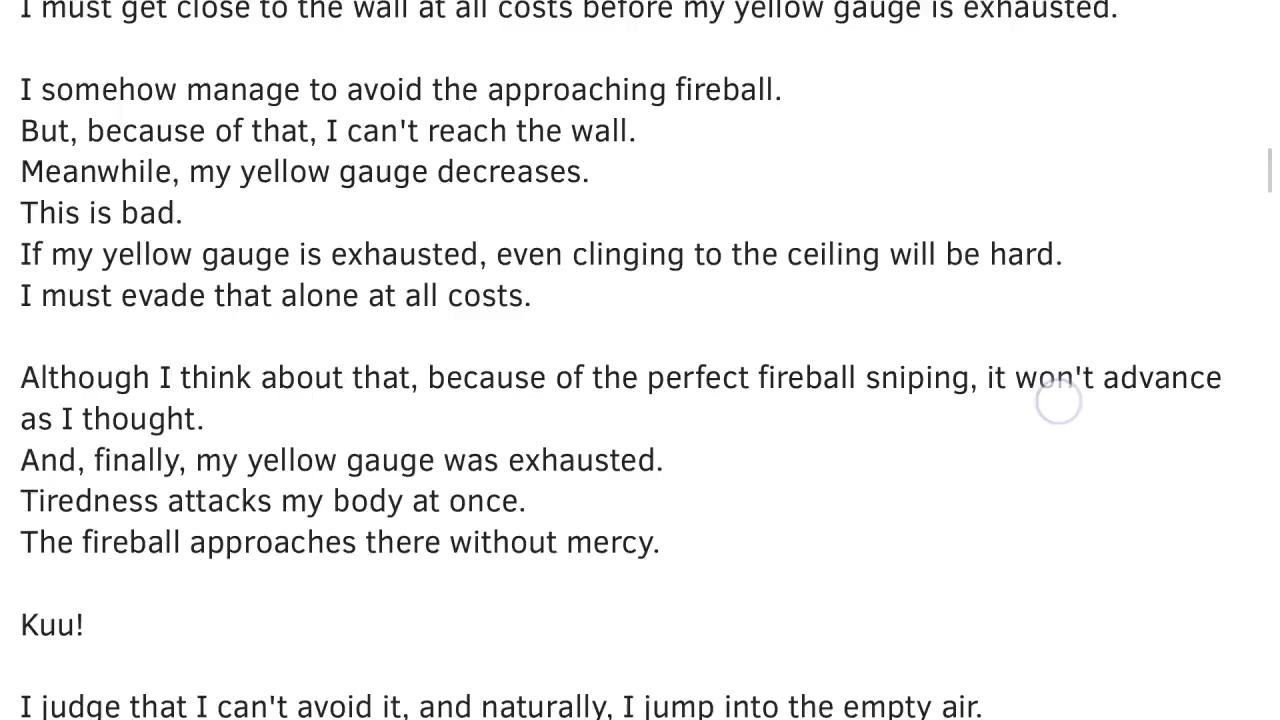 I must get close to the wall at all costs before my yellow gauge is exhausted.
I somehow manage to avoid the approaching fireball.
But, because of that, I can't reach the wall.
Meanwhile, my yellow gauge decreases.
This is bad.
If my yellow gauge is exhausted, even clinging to the ceiling will be hard.
I must evade that alone at all costs.
Although I think about that, because of the perfect fireball sniping, it won't advance
as I thought.
And, finally, my yellow gauge was exhausted.
Tiredness attacks my body at once.
The fireball approaches there without mercy.
Kuu!
I judge that I can't avoid it, and naturally, I jump into the empty air.